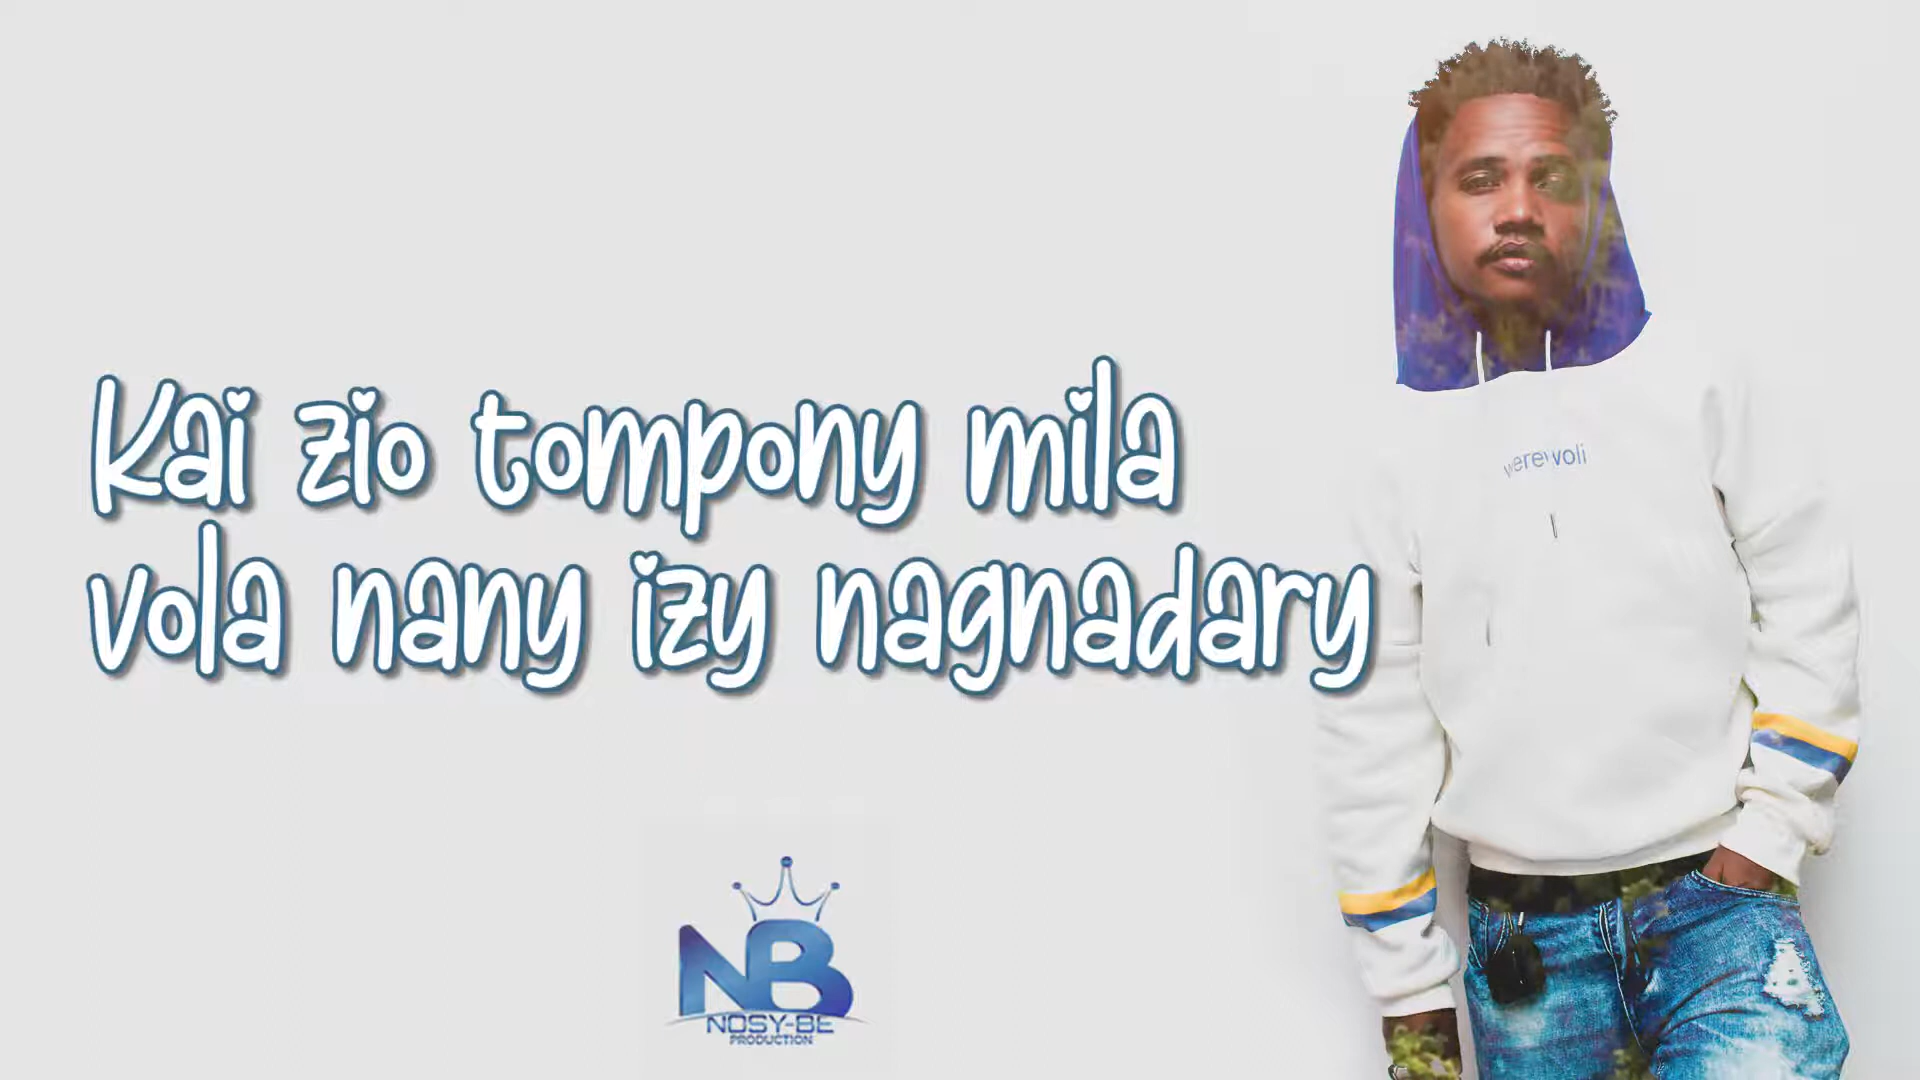 Kai zio tompony mila
vola nany izy nagnadary
werewoli
NB
NOSY-BE
PRODUCTION